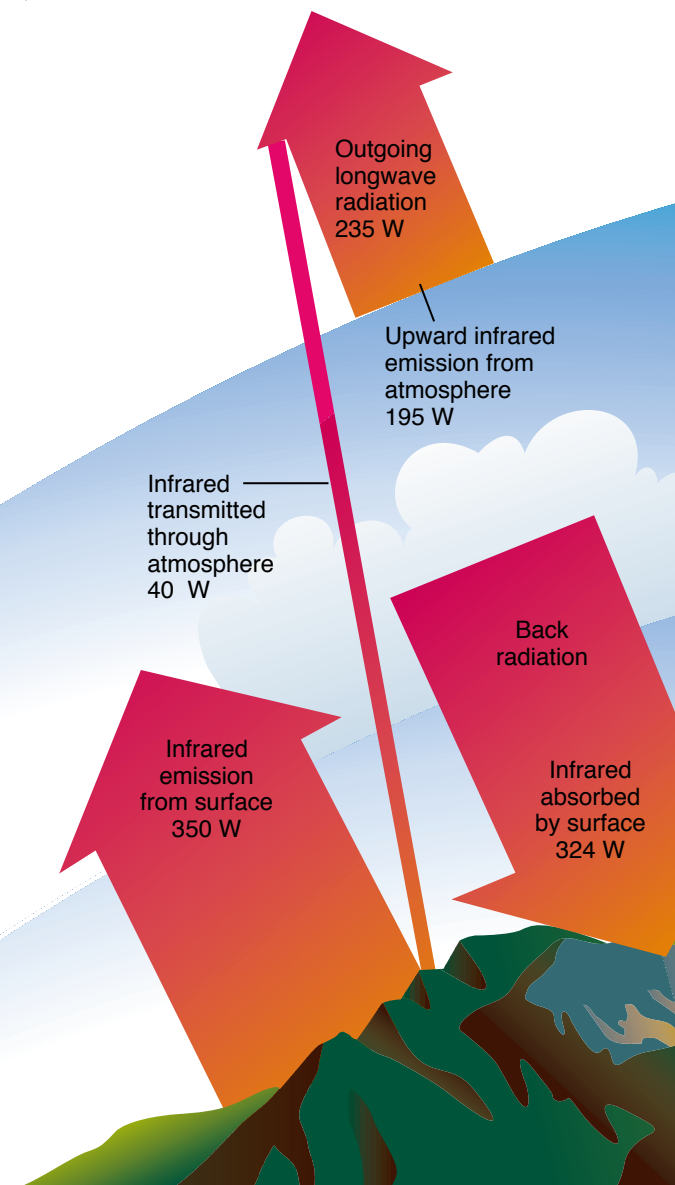 Outgoing
longwave
radiation
235 W
Upward infrared
emission from
atmosphere
195 W
Infrared
transmitted
through
atmosphere
40 W
Back
radiation
Infrared
emission
from surface
350 W
Infrared
absorbed
by surface
324 W